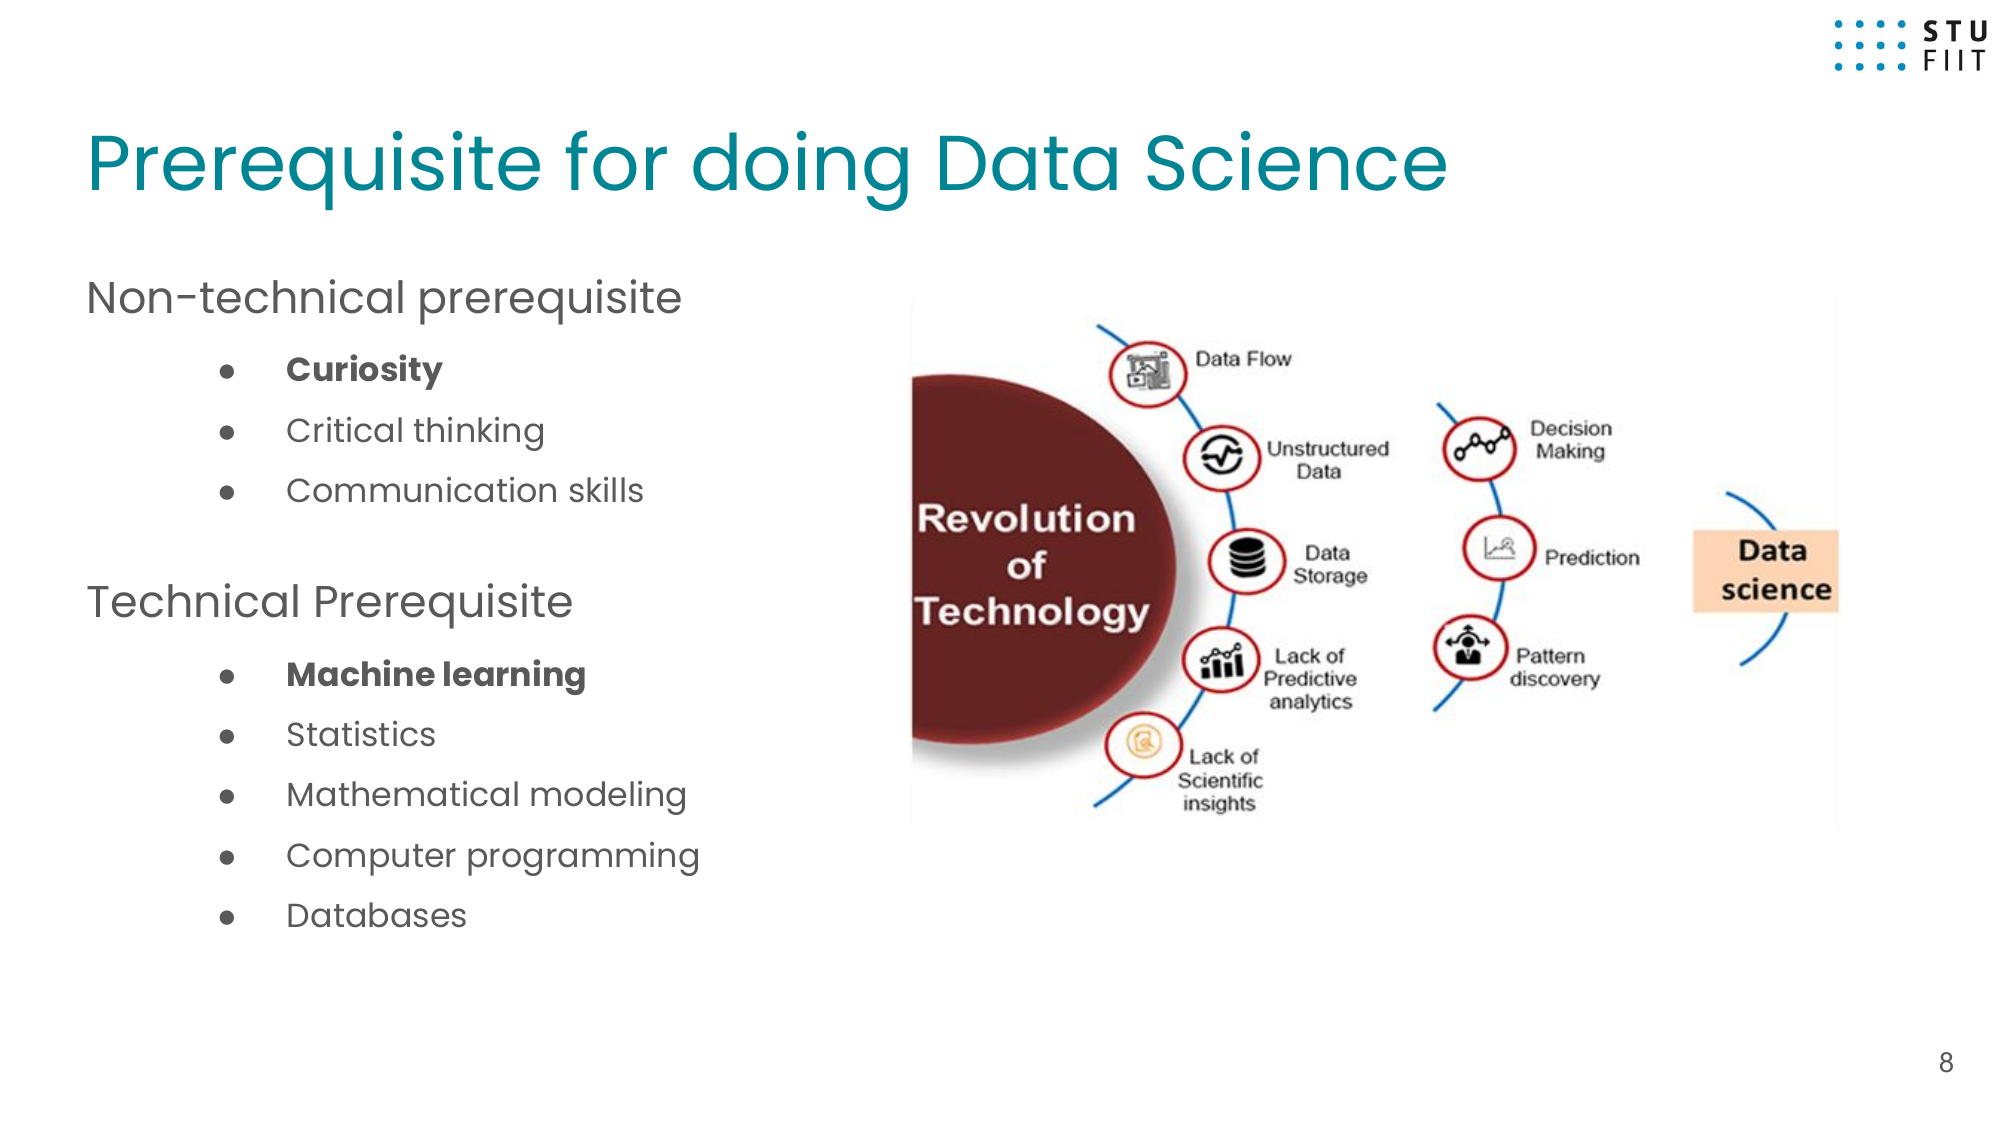 STU
FIIT
Prerequisite for doing Data Science
Non-technical prerequisite
● Curiosity
● Critical thinking
● Communication skills
Technical Prerequisite
● Machine learning
● Statistics
● Mathematical modeling
● Computer programming
● Databases
Revolution
of
Technology
Data Flow
Unstructured
Data
Data
Storage
Lack of
Predictive
analytics
Lack of
Scientific
insights
Decision
Making
Prediction
Pattern
discovery
Data
science
8